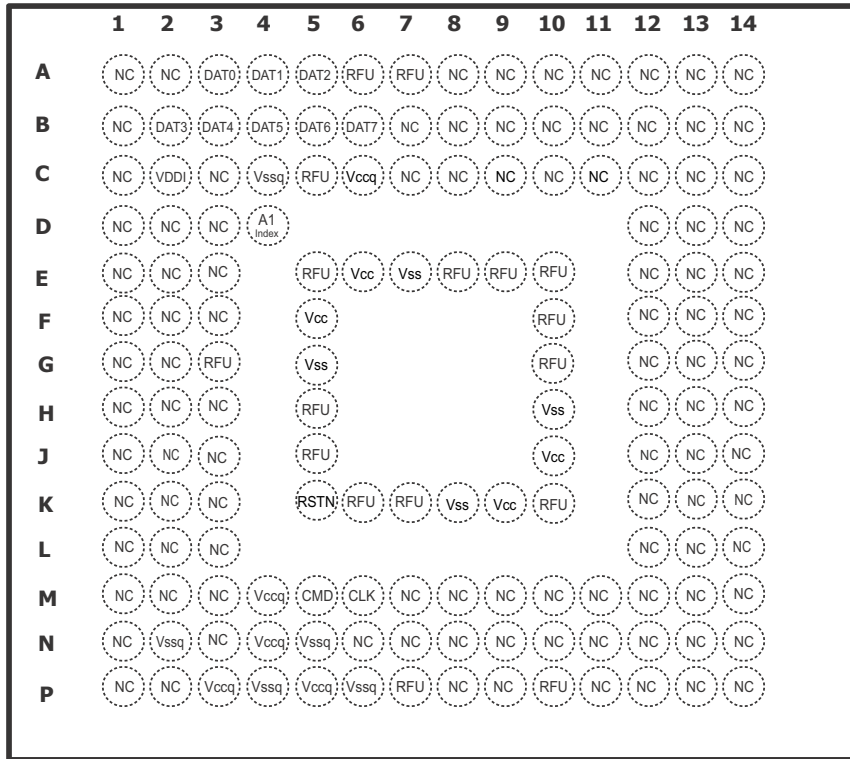 1 2 3 4 5 6 7 8 9 10 11 12 13 14
A NC NC DAT0 DAT1 DAT2 RFU RFU NC NC NC NC NC NC NC
B NC DAT3 DAT4 DAT5 DAT6 DAT7 NC NC NC NC NC NC NC NC
C NC VDDI NC Vssq RFU Vccq NC NC NC NC NC NC NC NC
D NC NC NC A1 Index NC NC NC
E NC NC NC RFU Vcc Vss RFU RFU RFU NC NC NC
F NC NC NC Vcc RFU NC NC NC
G NC NC RFU Vss RFU NC NC NC
H NC NC NC RFU Vss NC NC NC
J NC NC NC RFU Vcc NC NC NC
K NC NC NC RSTN RFU RFU Vss Vcc RFU NC NC NC
L NC NC NC NC NC NC
M NC NC NC Vccq CMD CLK NC NC NC NC NC NC NC NC
N NC Vssq NC Vccq Vssq NC NC NC NC NC NC NC NC NC
P NC NC Vccq Vssq Vccq Vssq RFU NC NC RFU NC NC NC NC